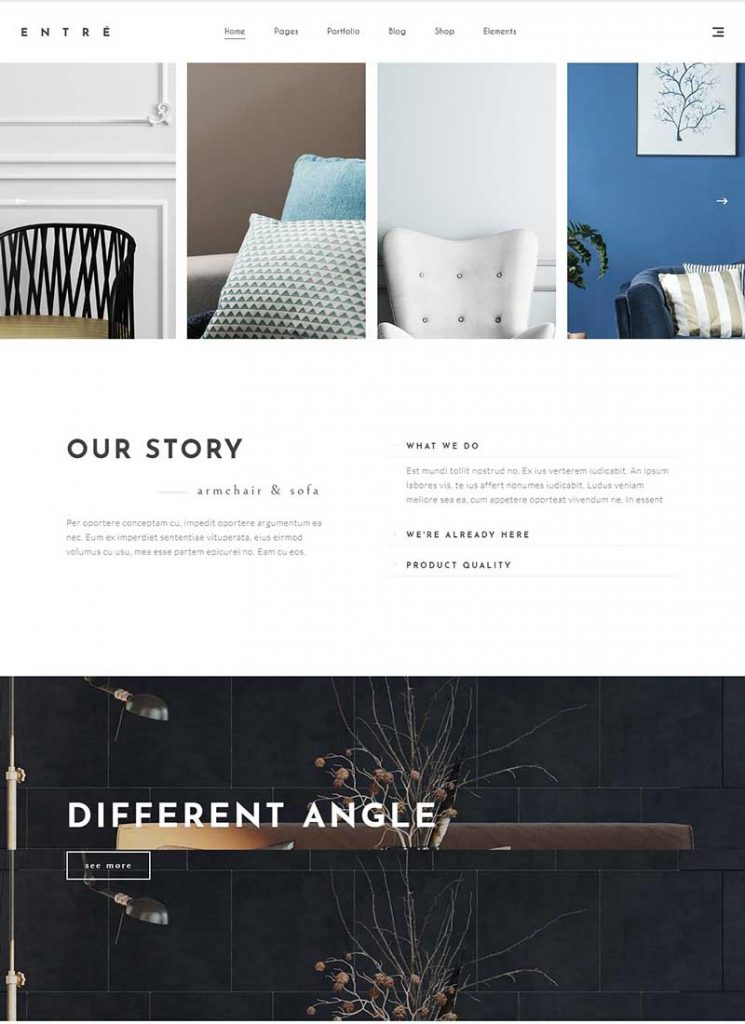 ENTRÉ
Home Pages Portfolio Blog Shop Elements
OUR STORY
armchair & sofa
Per oportere conceptam cu, impedit oportere argumentum ea
nec. Eum ex imperdiet sententiae vituperata, eius eirmod
volumus cu usu, mea esse partem epicurei no. Eam cu eos.
WHAT WE DO
Est mundi tollit nostrud no. Ex ius verterem iudicabit. An ipsum
labores vis, te ius affert nonumes iudicabit. Ludus veniam
meliore sea ea, cum appetere oporteat vivendum ne. In essent
WE'RE ALREADY HERE
PRODUCT QUALITY
DIFFERENT ANGLE
see more